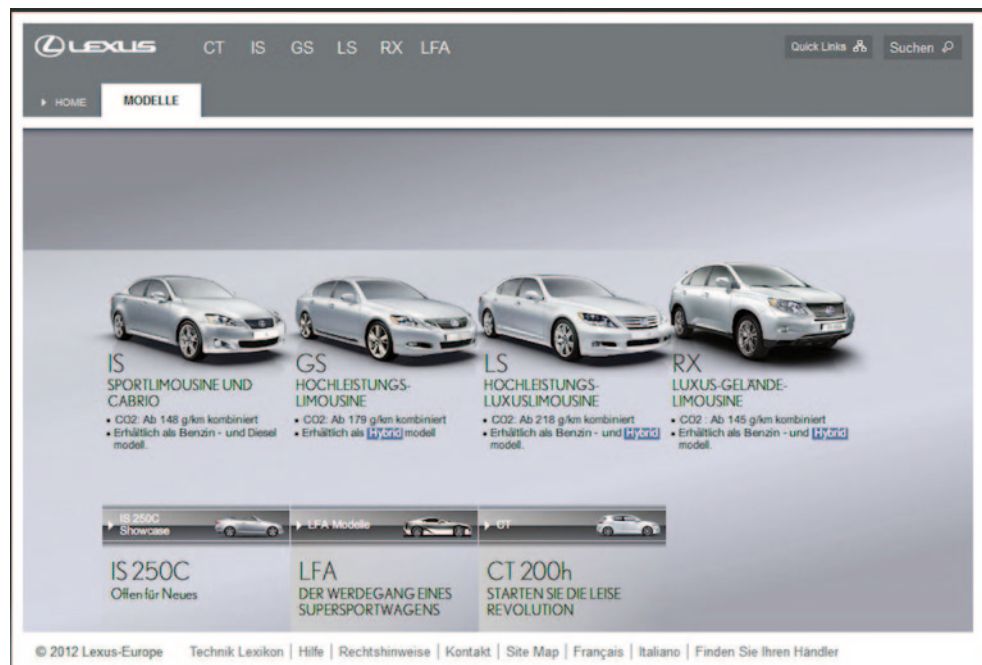 LEXUS CT IS GS LS RX LFA Quick Links Suchen
HOME MODELLE
IS
SPORTLIMOUSINE UND
CABRIO
• CO2: Ab 148 g/km kombiniert
• Erhältlich als Benzin - und Diesel
modell.
GS
HOCHLEISTUNGS-
LIMOUSINE
• CO2: Ab 179 g/km kombiniert
• Erhältlich als Hybrid modell
LS
HOCHLEISTUNGS-
LUXUSLIMOUSINE
• CO2: Ab 218 g/km kombiniert
• Erhältlich als Benzin - und Hybrid
modell.
RX
LUXUS-GELÄNDE-
LIMOUSINE
• CO2 : Ab 145 g/km kombiniert
• Erhältlich als Benzin - und Hybrid
modell.
IS 250C
Showcase
IS 250C
Offen für Neues
LFA Modelle
LFA
DER WERDEGANG EINES
SUPERSPORTWAGENS
CT
CT 200h
STARTEN SIE DIE LEISE
REVOLUTION
© 2012 Lexus-Europe Technik Lexikon | Hilfe | Rechtshinweise | Kontakt | Site Map | Français | Italiano | Finden Sie Ihren Händler